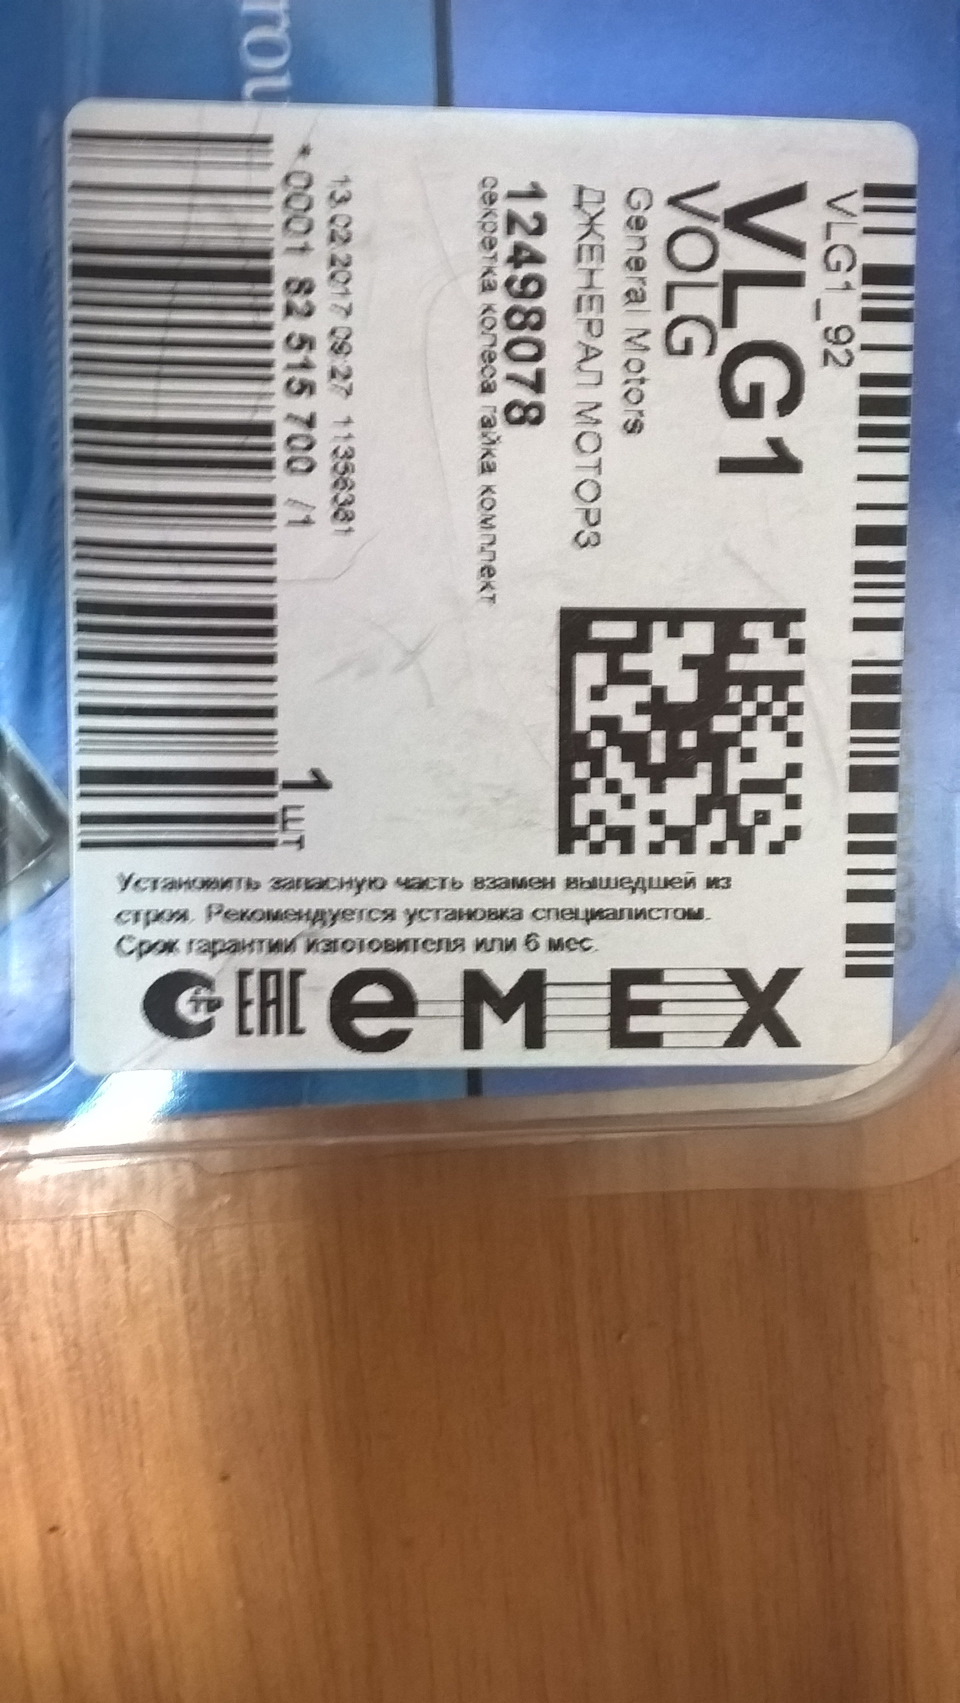 VLG1_92
VLG1
VOLG
General Motors
ДЖЕНЕРАЛ МОТОРЗ
12498078
секретка колеса гайка комплект
13.02.2017 09:27 11356381
*0001 82 515 700 /1
1 шт
Установить запасную часть взамен вышедшей из
строя. Рекомендуется установка специалистом.
Срок гарантии изготовителя или 6 мес.
EAC emex